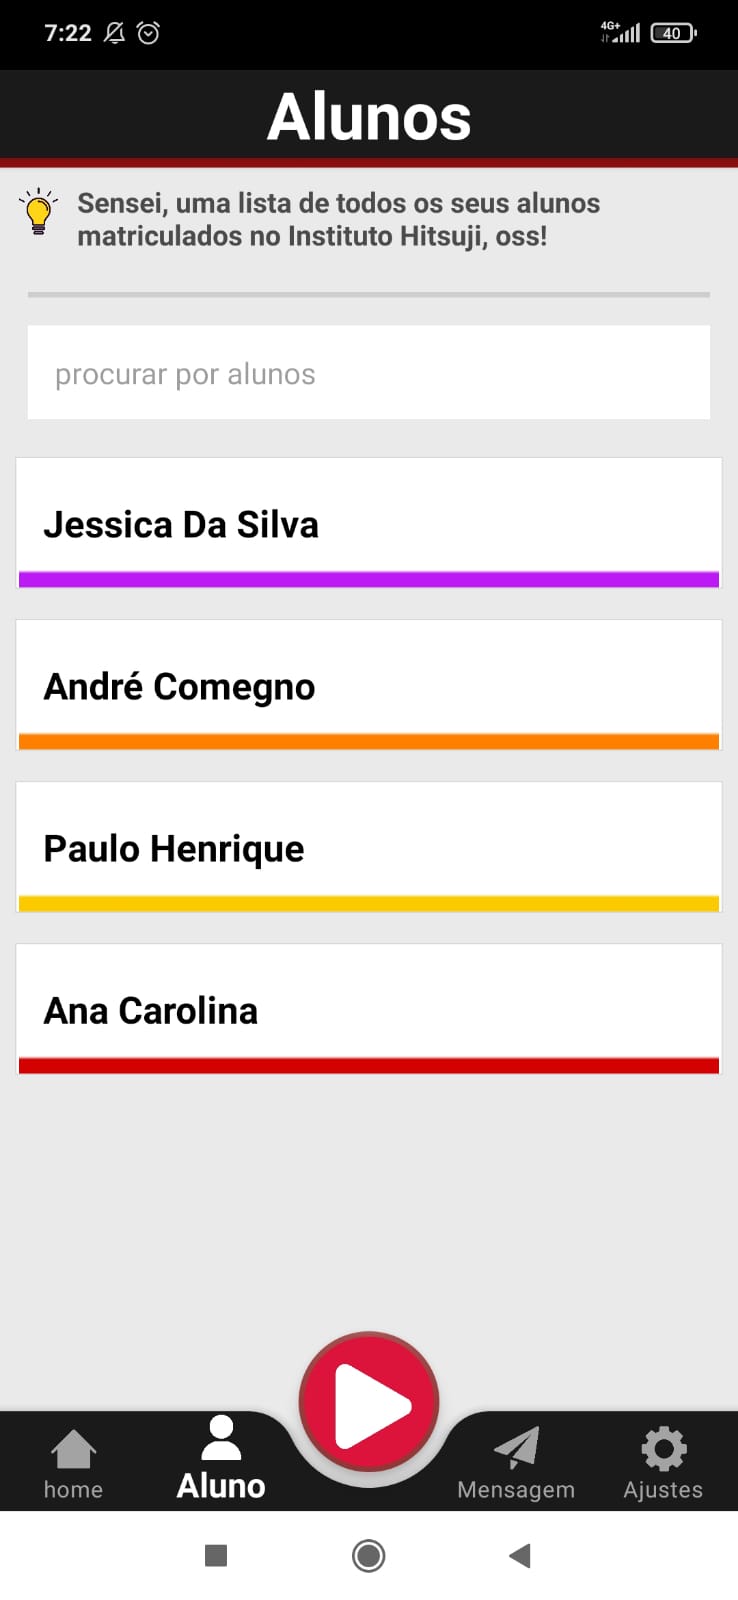 7:22
4G+
40
Alunos
Sensei, uma lista de todos os seus alunos
matriculados no Instituto Hitsuji, oss!
procurar por alunos
Jessica Da Silva
André Comegno
Paulo Henrique
Ana Carolina
home
Aluno
Mensagem
Ajustes